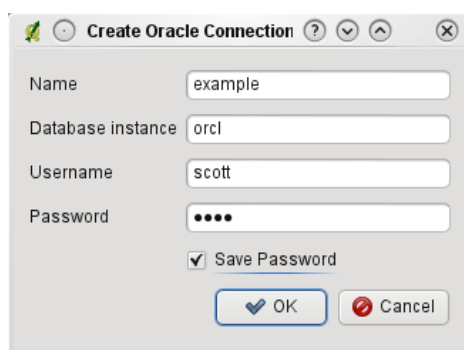 Create Oracle Connection
Name example
Database instance orcl
Username scott
Password ●●●●
Save Password
OK Cancel